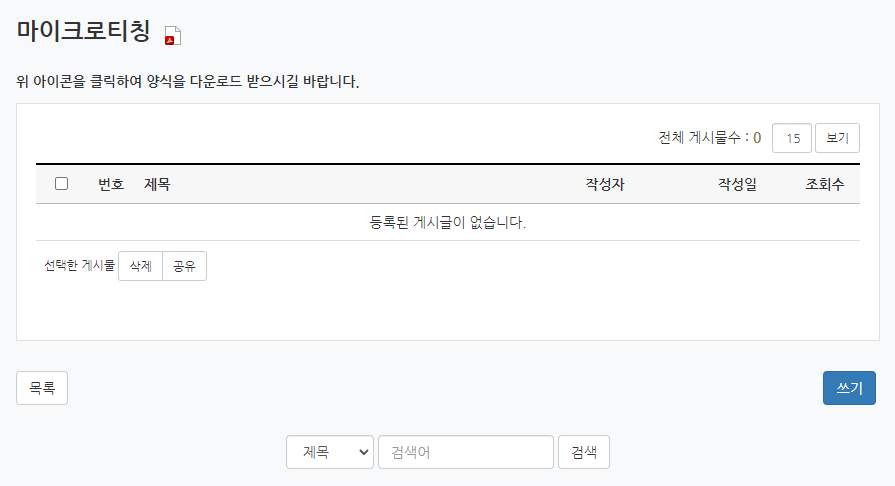 마이크로티칭
위 아이콘을 클릭하여 양식을 다운로드 받으시길 바랍니다.
전체 게시물수 : 0 15 보기
번호 제목 작성자 작성일 조회수
등록된 게시글이 없습니다.
선택한 게시물 삭제 공유
목록 쓰기
제목 검색어 검색